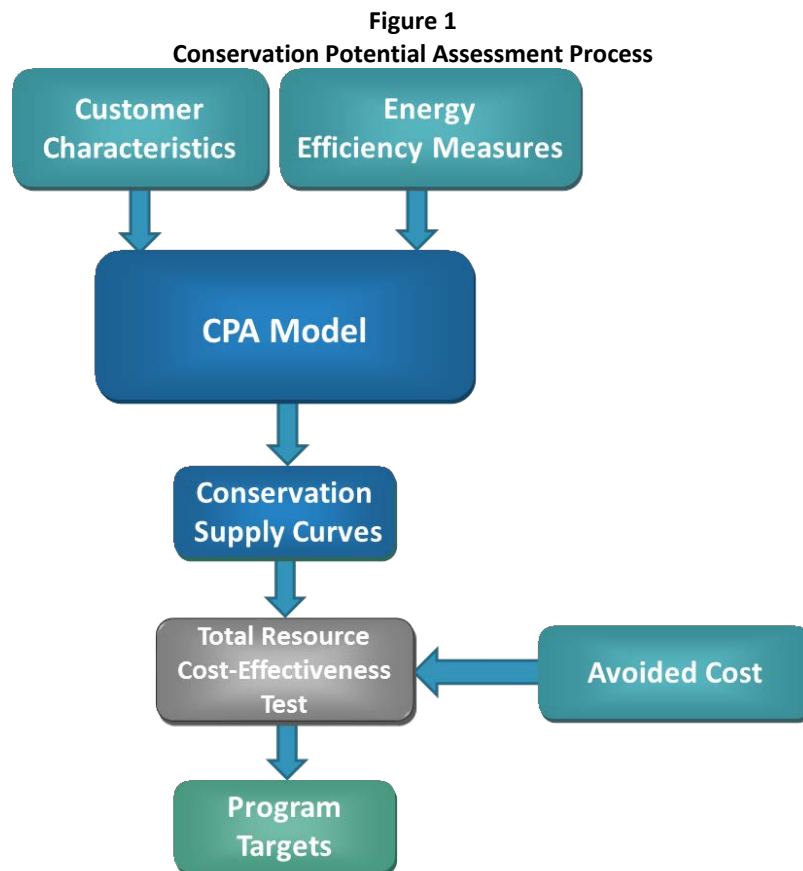 Figure 1
Conservation Potential Assessment Process
Customer
Characteristics
Energy
Efficiency Measures
CPA Model
Conservation
Supply Curves
Total Resource
Cost-Effectiveness
Test
Avoided Cost
Program
Targets